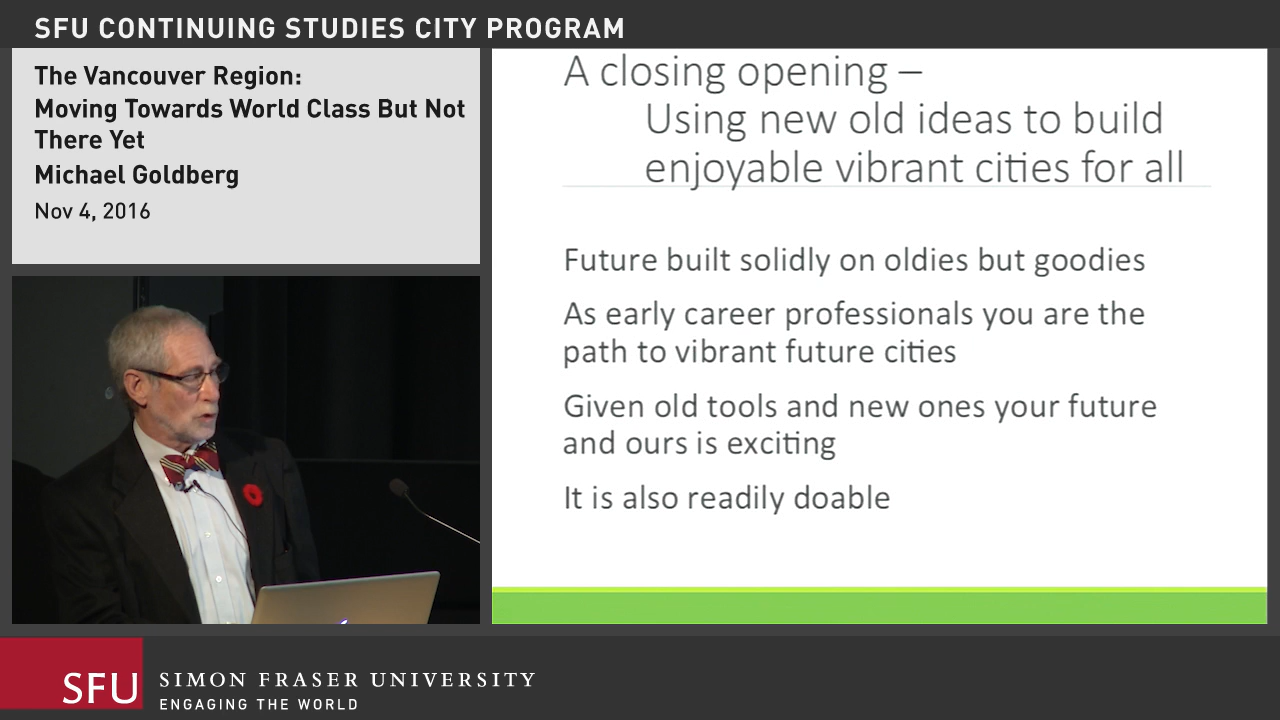 SFU CONTINUING STUDIES CITY PROGRAM
The Vancouver Region:
Moving Towards World Class But Not
There Yet
Michael Goldberg
Nov 4, 2016
A closing opening –
Using new old ideas to build
enjoyable vibrant cities for all
Future built solidly on oldies but goodies
As early career professionals you are the
path to vibrant future cities
Given old tools and new ones your future
and ours is exciting
It is also readily doable
SFU
SIMON FRASER UNIVERSITY
ENGAGING THE WORLD